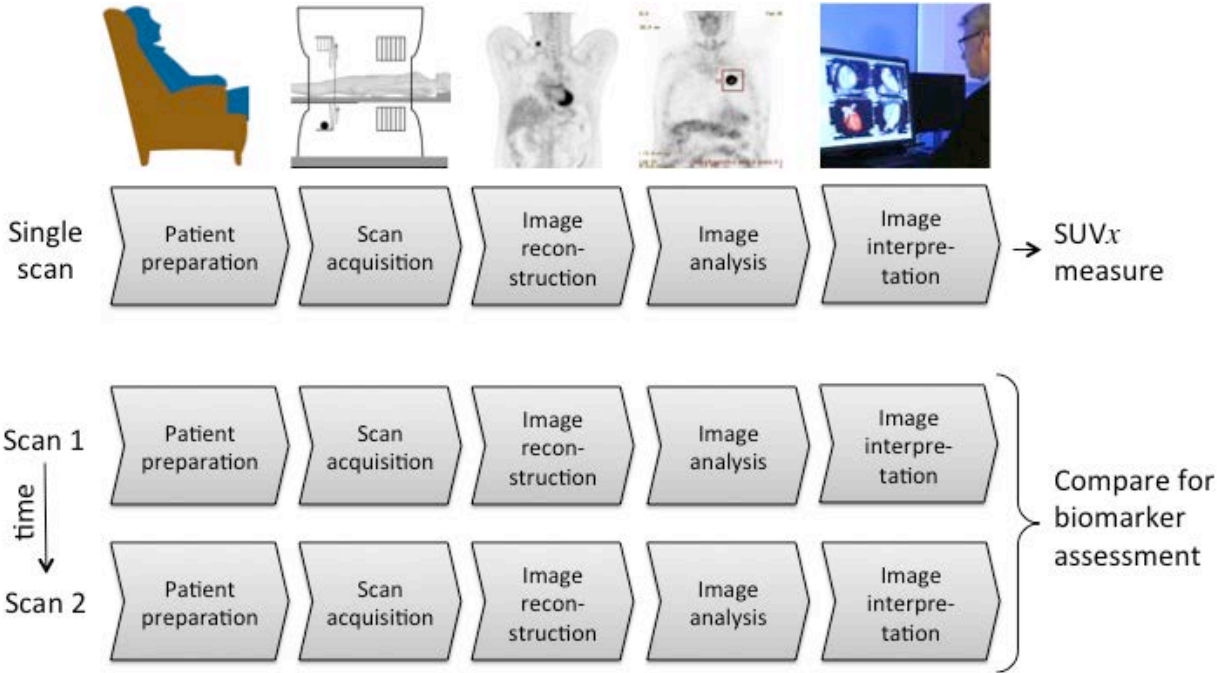 Single
scan
Patient
preparation
Scan
acquisition
Image
recon-
struction
Image
analysis
Image
interpre-
tation
SUVx
measure
Scan 1
Patient
preparation
Scan
acquisition
Image
recon-
struction
Image
analysis
Image
interpre-
tation
time
Scan 2
Patient
preparation
Scan
acquisition
Image
recon-
struction
Image
analysis
Image
interpre-
tation
Compare for
biomarker
assessment